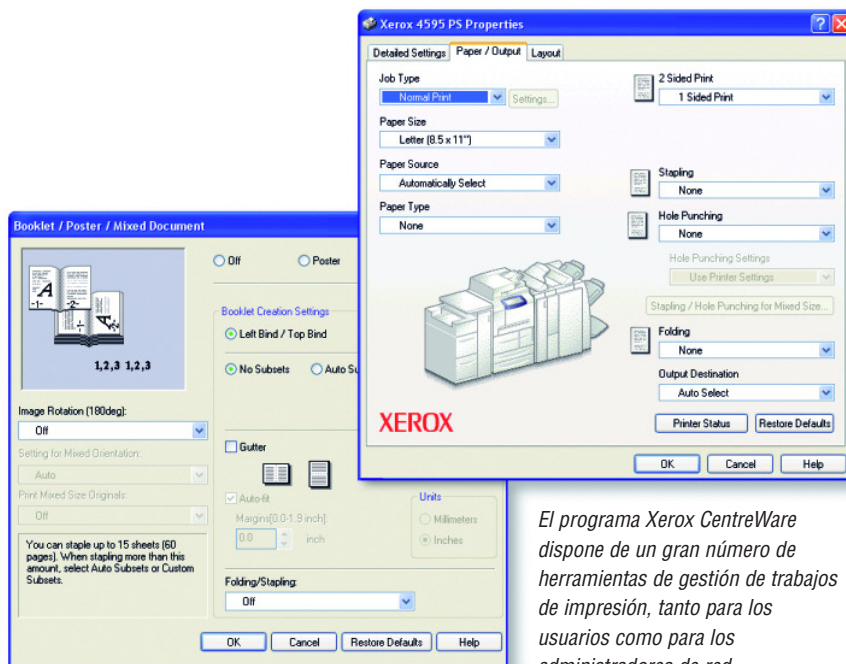 Xerox 4595 PS Properties
Detailed Settings Paper / Output Layout
Job Type
Normal Print Settings...
Paper Size
Letter (8.5 x 11")
Paper Source
Automatically Select
Paper Type
None
2 Sided Print
1 Sided Print
Stapling
None
Hole Punching
None
Hole Punching Settings
Use Printer Settings
Stapling / Hole Punching for Mixed Size...
Folding
None
Output Destination
Auto Select
XEROX
Printer Status Restore Defaults
OK Cancel Help
Booklet / Poster / Mixed Document
A
-1- -2-
1,2,3 1,2,3
Image Rotation (180deg):
Off
Setting for Mixed Orientation:
Auto
Print Mixed Size Originals:
Off
You can staple up to 15 sheets (60
pages). When stapling more than this
amount, select Auto Subsets or Custom
Subsets.
Off Poster
Booklet Creation Settings
Left Bind / Top Bind
No Subsets Auto Su
Gutter
Auto-fit
Margins[0.0-1.9 inch]:
0.0 inch
Units
Millimeters
Inches
Folding/Stapling:
Off
OK Cancel Restore Defaults Help
El programa Xerox CentreWare
dispone de un gran número de
herramientas de gestión de trabajos
de impresión, tanto para los
usuarios como para los
administradores de red